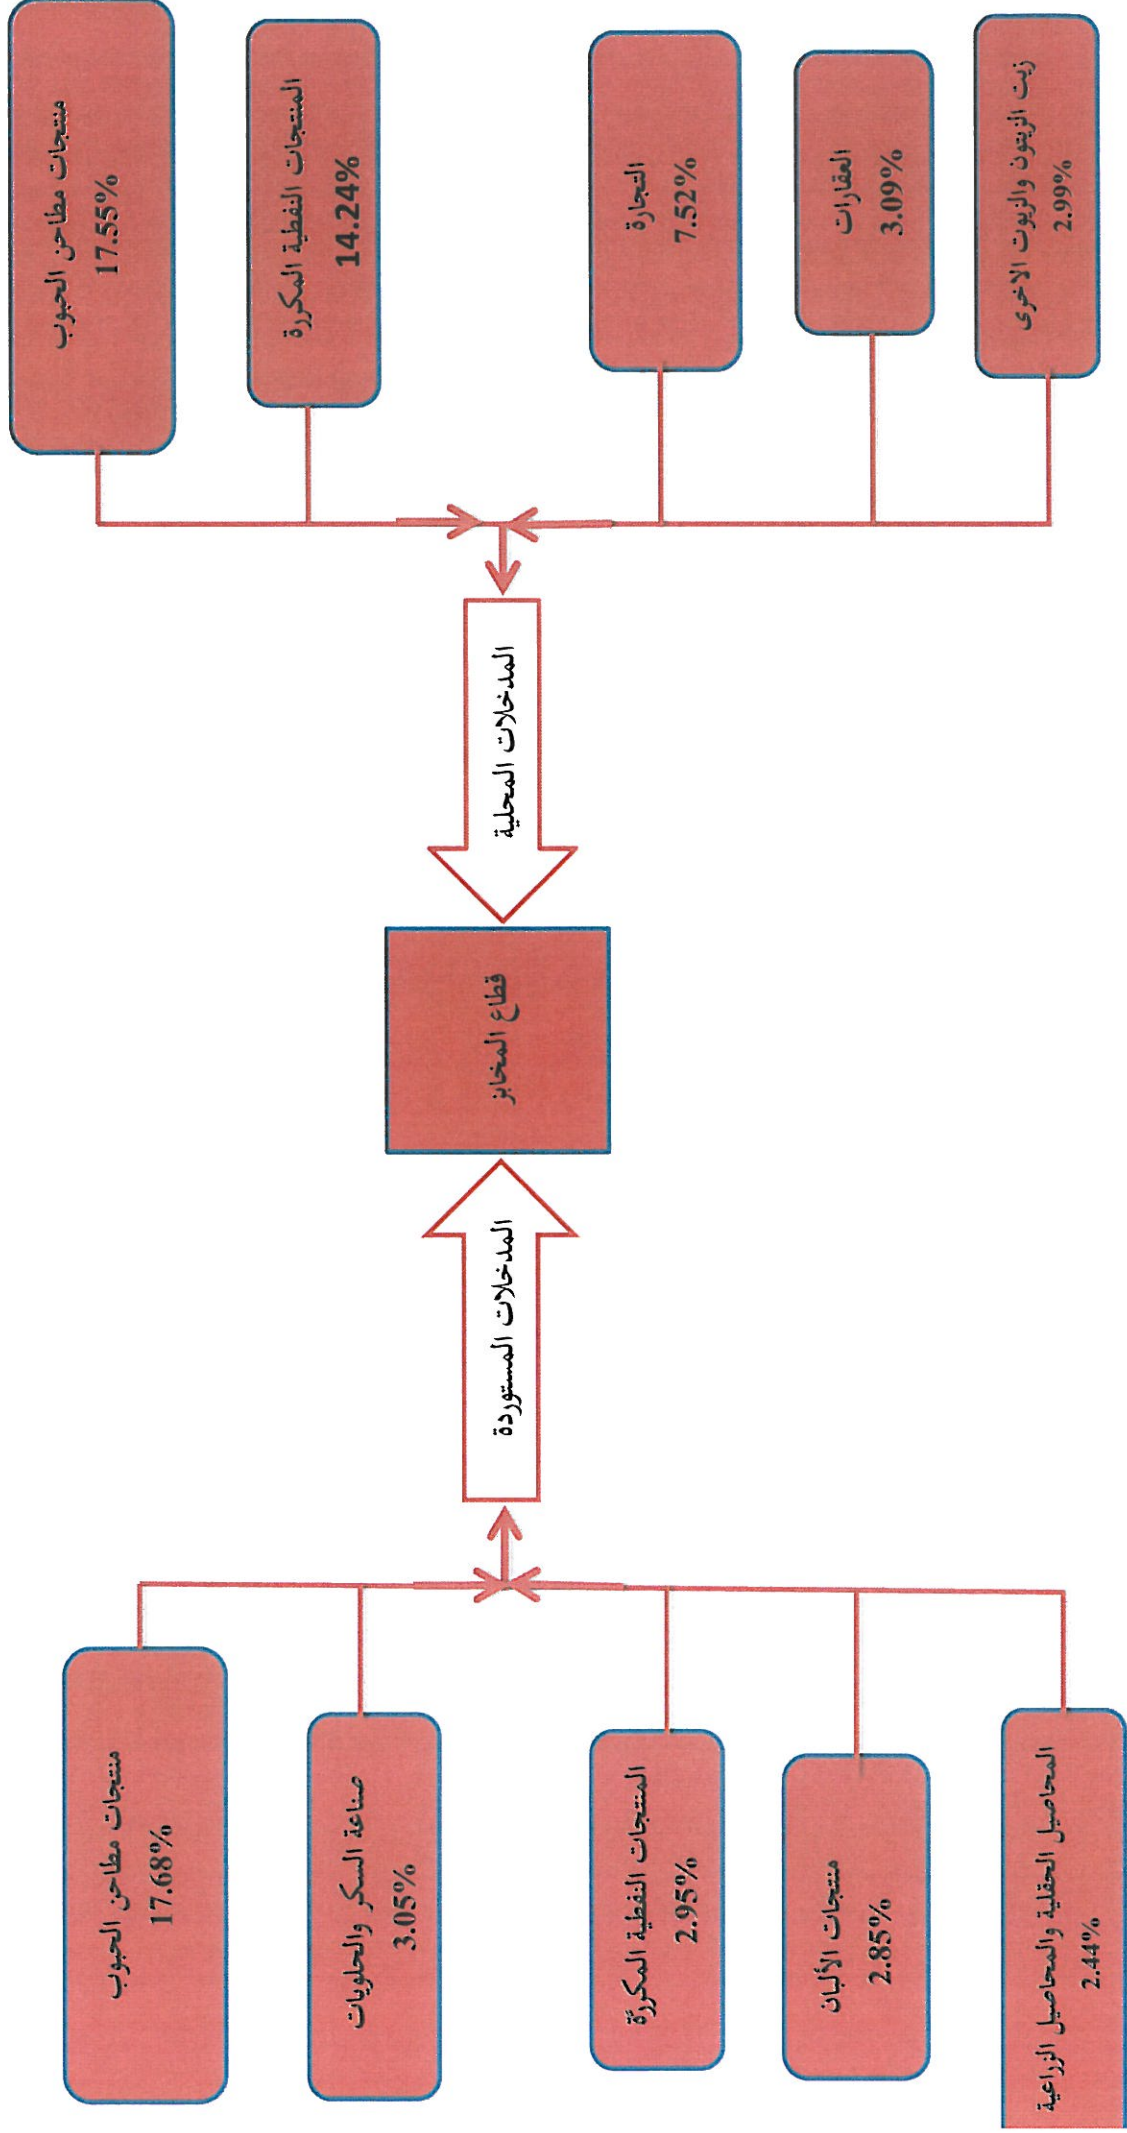 منتجات مطاحن الحبوب
17.55%
المنتجات النفطية المكررة
14.24%
التجارة
7.52%
العقارات
3.09%
زيت الزيتون والزيوت الاخرى
2.99%
المدخلات المحلية
قطاع المخابز
المدخلات المستوردة
منتجات مطاحن الحبوب
17.68%
صناعة السكر والحلويات
3.05%
المنتجات النفطية المكررة
2.95%
منتجات الألبان
2.85%
المحاصيل الحقلية والمحاصيل الزراعية
2.44%